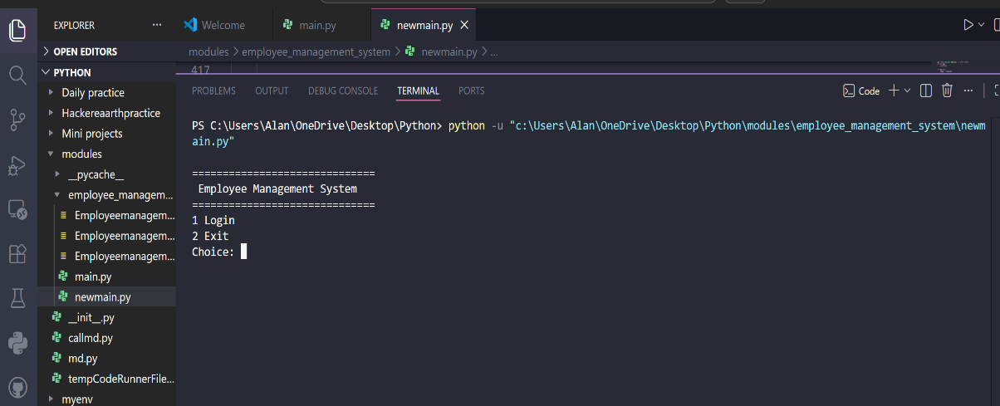 EXPLORER
...
Welcome
main.py
newmain.py
OPEN EDITORS
modules > employee_management_system > newmain.py > ...
PYTHON
417
Daily practice
Hackereaarthpractice
Mini projects
modules
__pycache__
employee_managem...
Employeemanagem...
Employeemanagem...
Employeemanagem...
main.py
newmain.py
__init__.py
callmd.py
md.py
tempCodeRunnerFile...
myenv
PROBLEMS OUTPUT DEBUG CONSOLE TERMINAL PORTS
Code
...
PS C:\Users\Alan\OneDrive\Desktop\Python> python -u "c:\Users\Alan\OneDrive\Desktop\Python\modules\employee_management_system\newm
ain.py"
==============================
Employee Management System
==============================
1 Login
2 Exit
Choice: